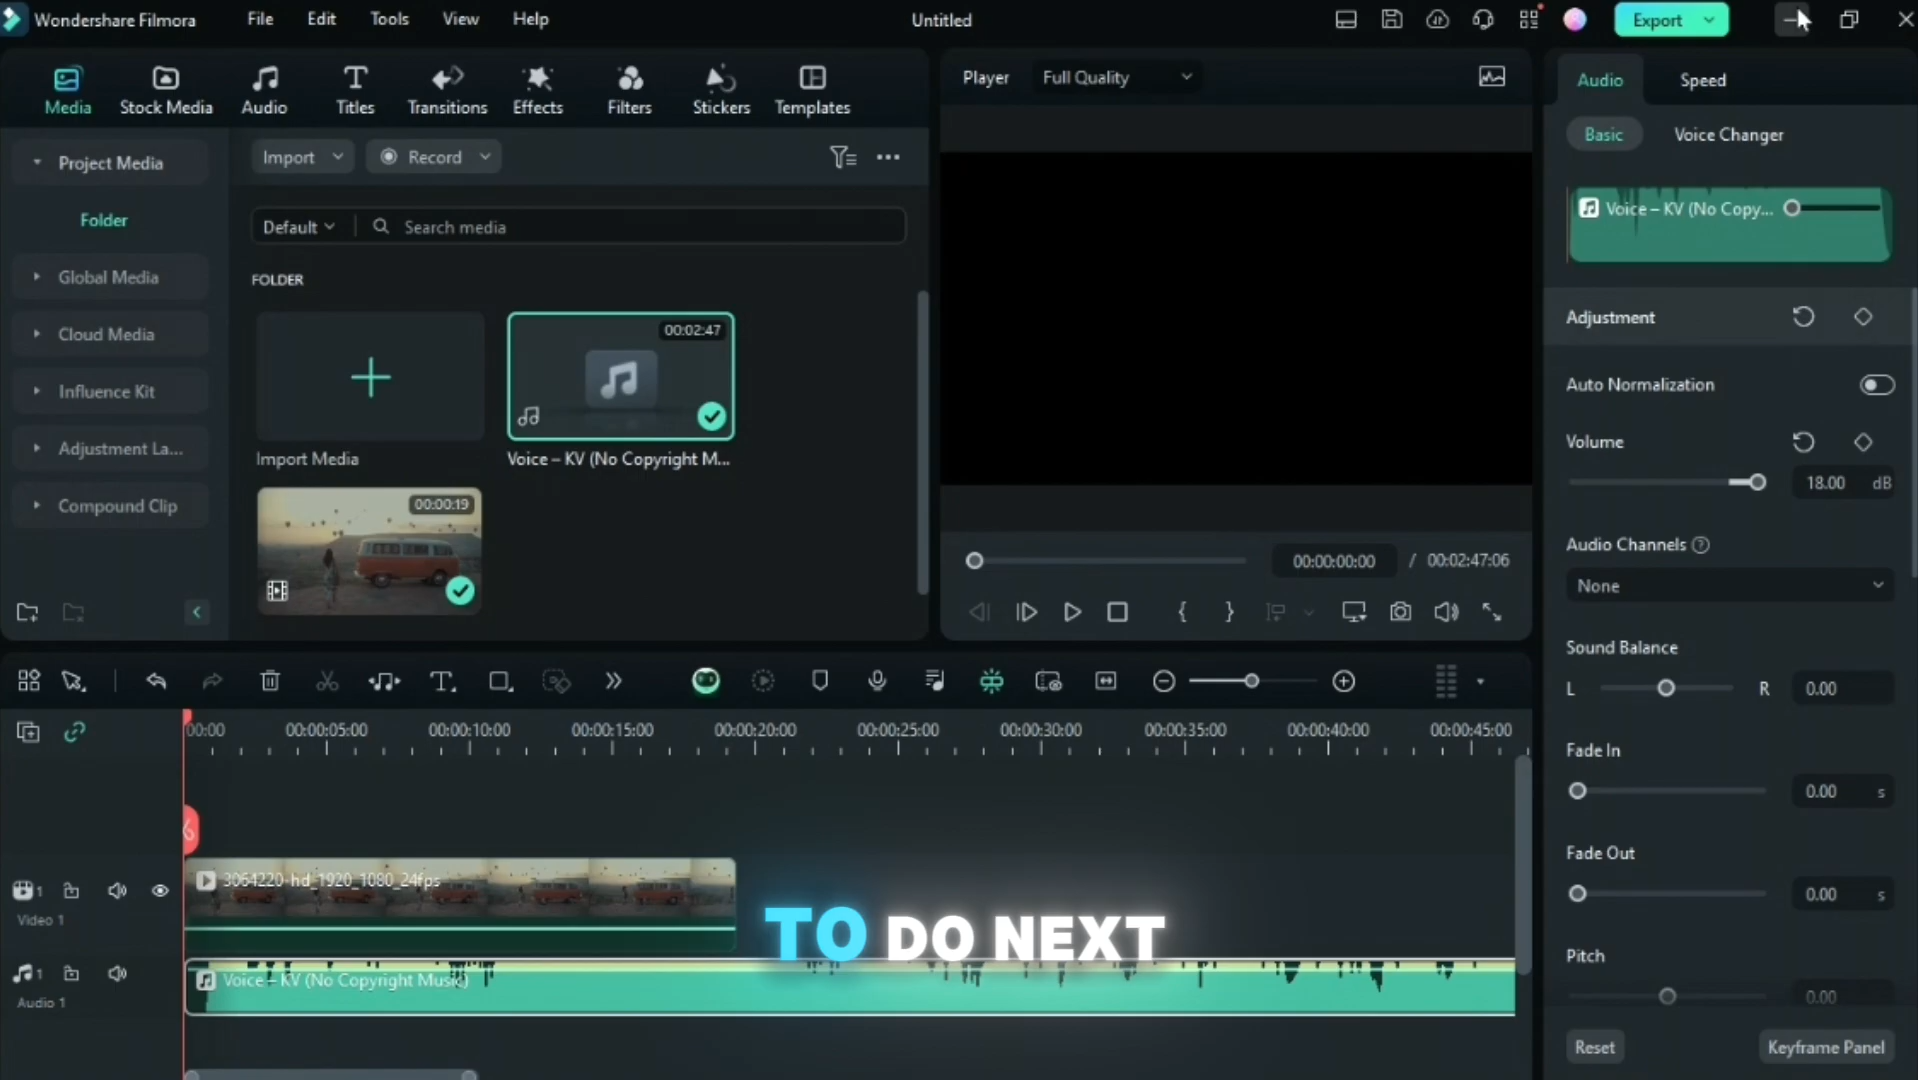 Wondershare Filmora
File
Edit
Tools
View
Help
Untitled
Export
Media
Stock Media
Audio
Titles
Transitions
Effects
Filters
Stickers
Templates
Project Media
Folder
Global Media
Cloud Media
Influence Kit
Adjustment La...
Compound Clip
Import
Record
Default
Search media
FOLDER
Import Media
00:02:47
Voice – KV (No Copyright M...
00:00:19
Player
Full Quality
00:00:00:00
/
00:02:47:06
Audio
Speed
Basic
Voice Changer
Voice – KV (No Copy...
Adjustment
Auto Normalization
Volume
18.00 dB
Audio Channels
None
Sound Balance
L
R
0.00
Fade In
0.00 s
Fade Out
0.00 s
Pitch
0.00
Reset
Keyframe Panel
00:00
00:00:05:00
00:00:10:00
00:00:15:00
00:00:20:00
00:00:25:00
00:00:30:00
00:00:35:00
00:00:40:00
00:00:45:00
1
Video 1
3064220-hd_1920_1080_24fps
TO DO NEXT
1
Audio 1
Voice – KV (No Copyright Music)